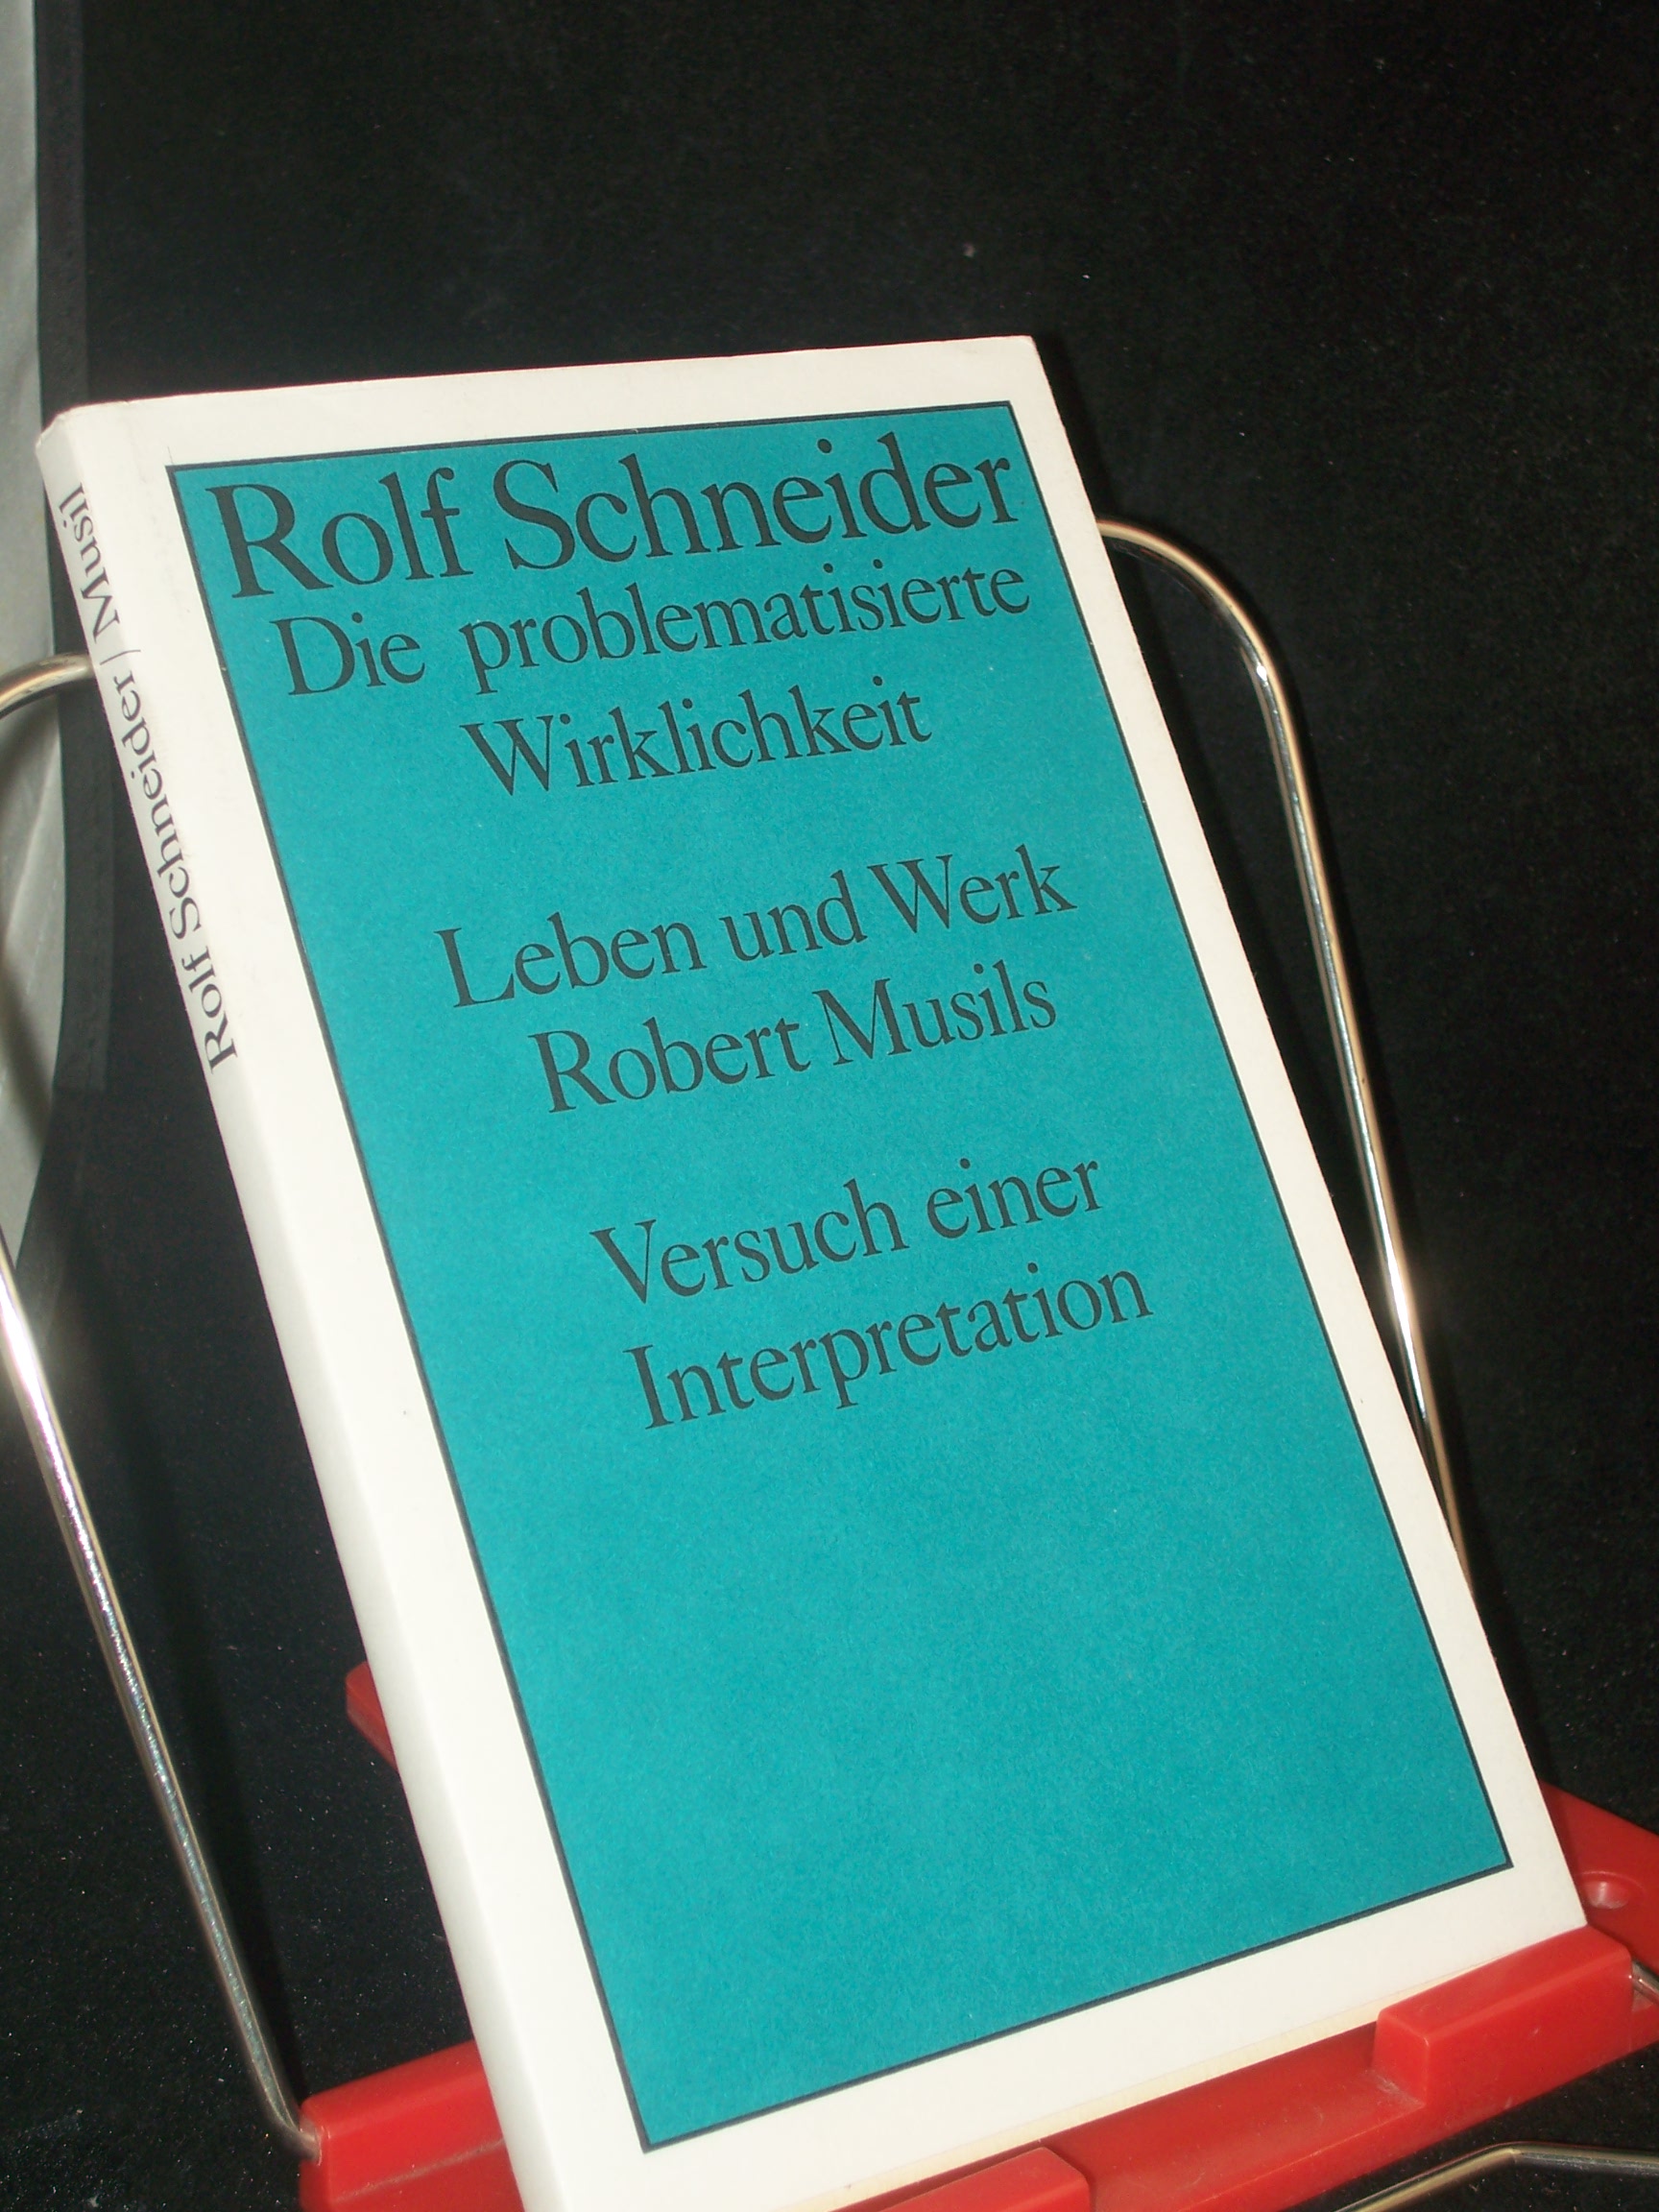 Rolf Schneider
Die problematisierte
Wirklichkeit
Leben und Werk
Robert Musils
Versuch einer
Interpretation
Rolf Schneider / Musil